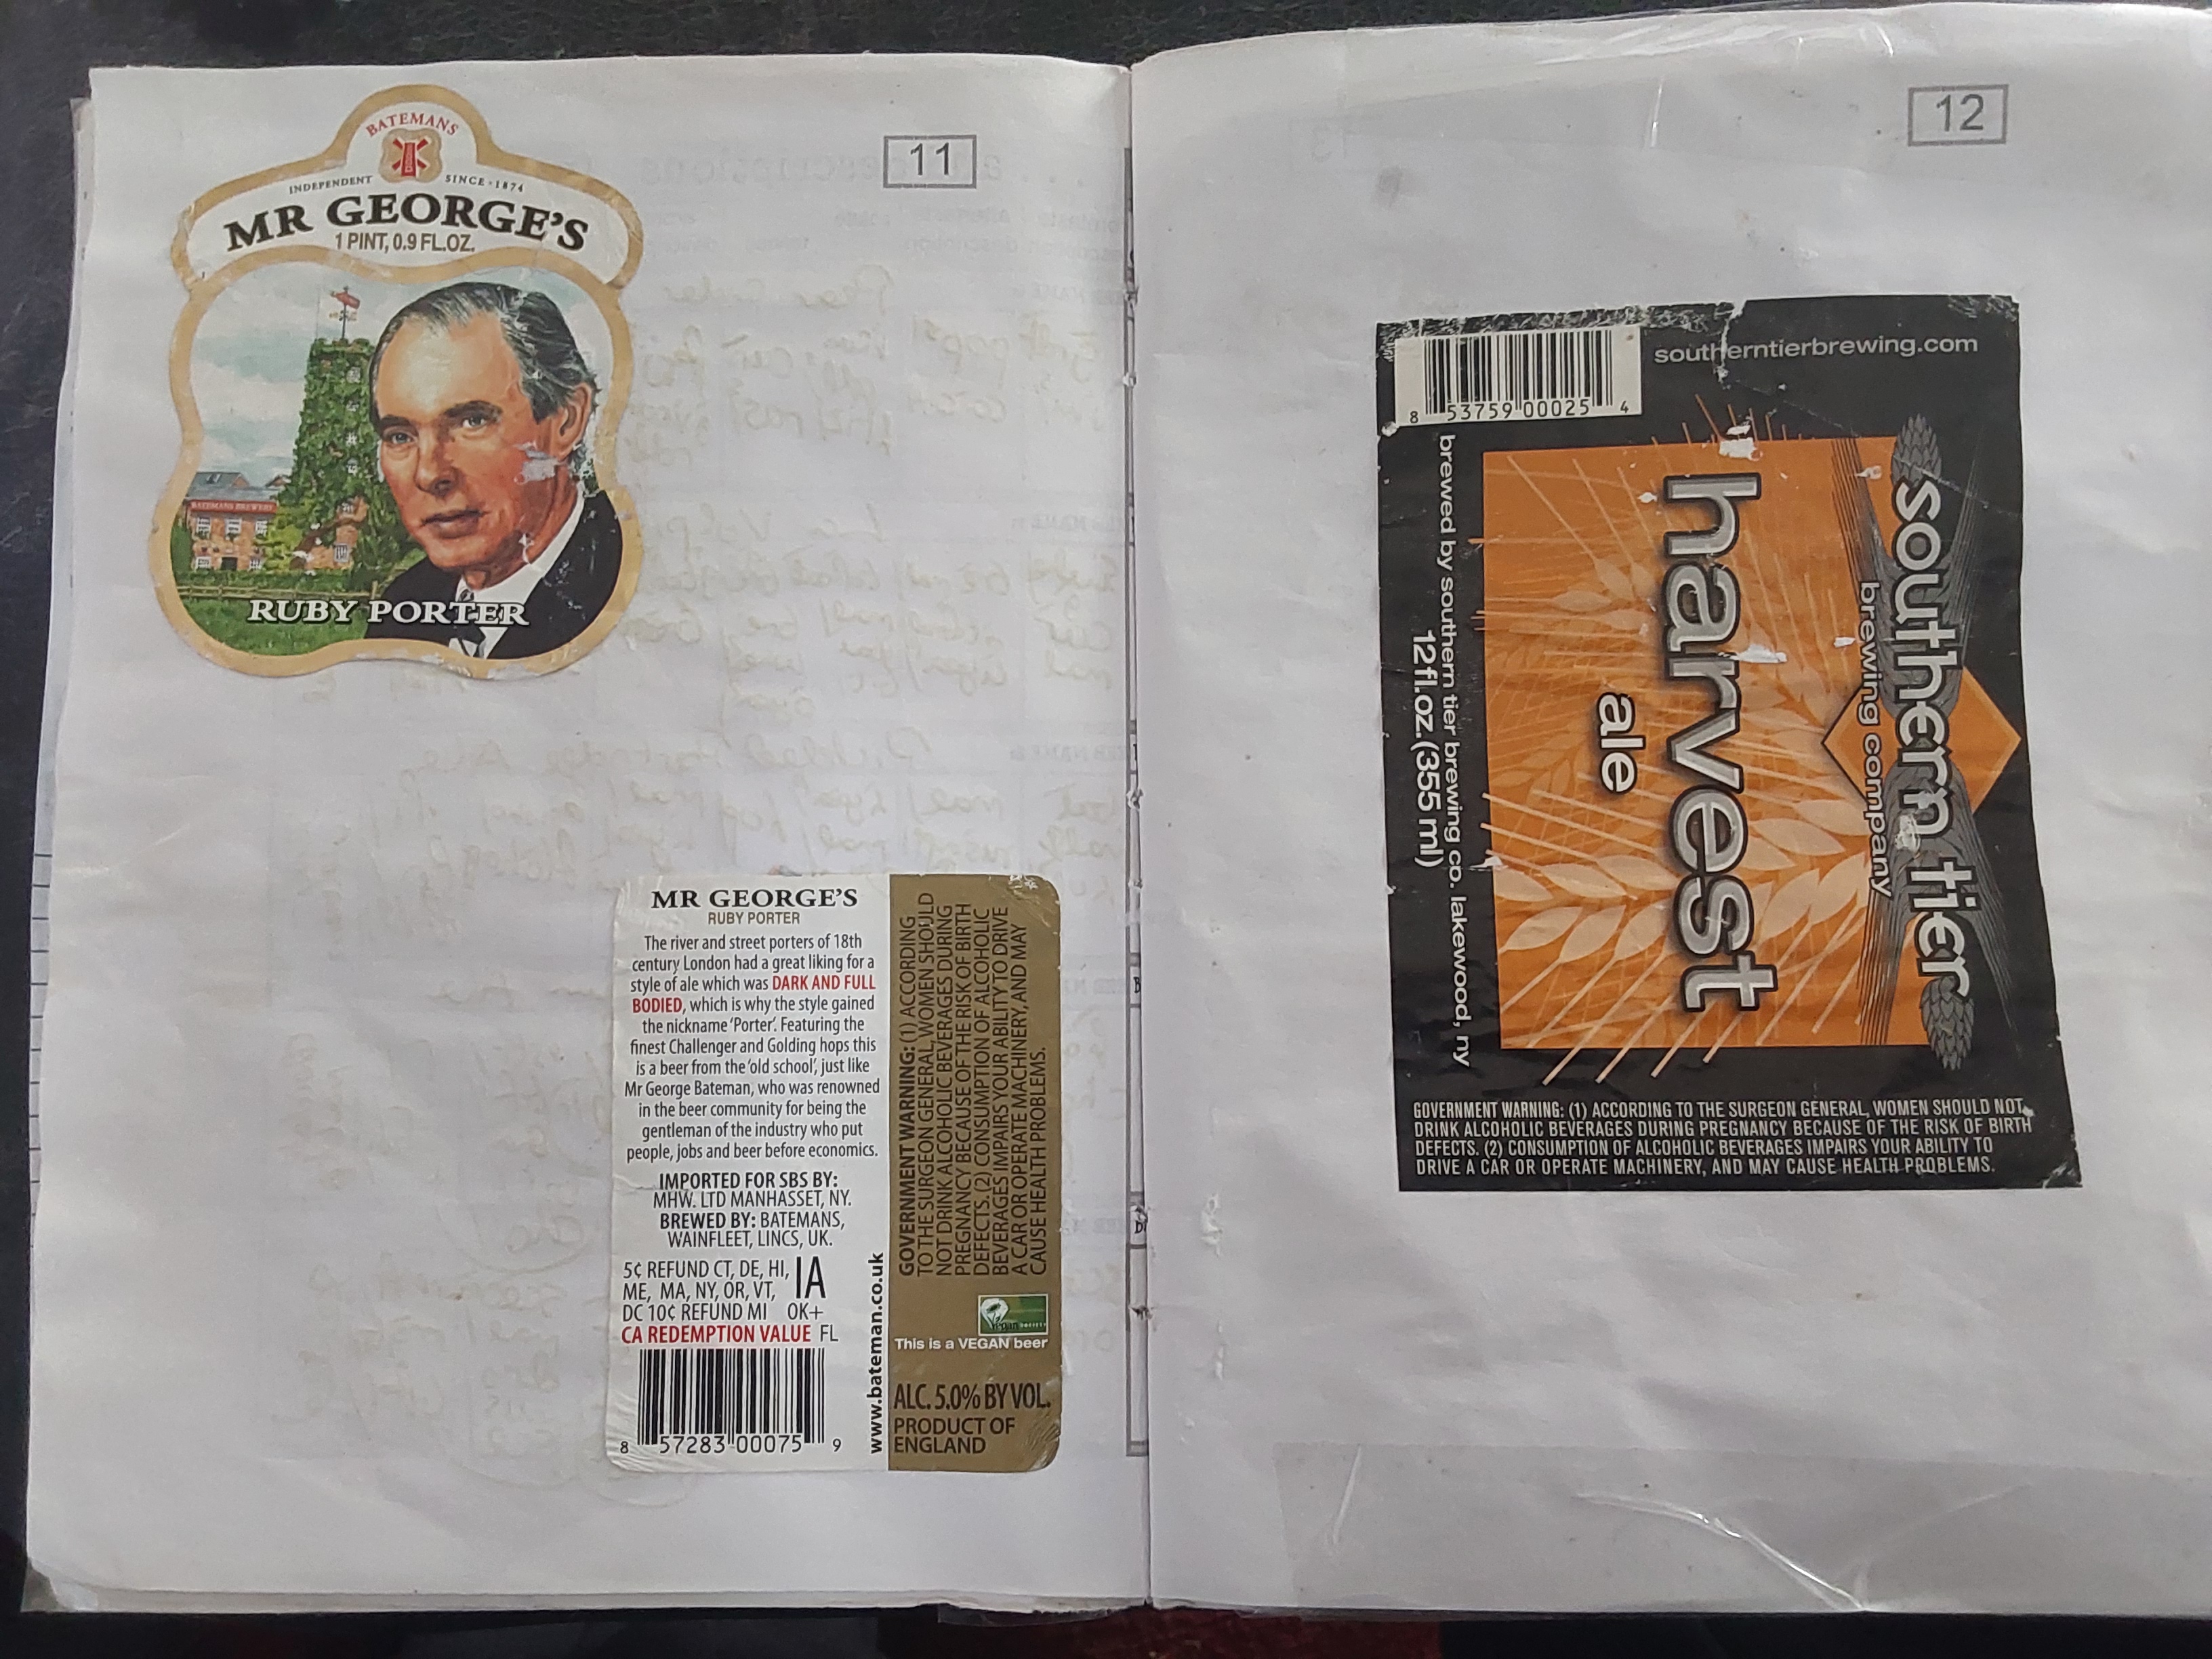 11
BATEMANS
INDEPENDENT SINCE • 1874
MR GEORGE'S
1 PINT, 0.9 FL.OZ.
BATEMANS BREWERY
RUBY PORTER
MR GEORGE'S
RUBY PORTER
The river and street porters of 18th
century London had a great liking for a
style of ale which was DARK AND FULL
BODIED, which is why the style gained
the nickname 'Porter'. Featuring the
finest Challenger and Golding hops this
is a beer from the 'old school', just like
Mr George Bateman, who was renowned
in the beer community for being the
gentleman of the industry who put
people, jobs and beer before economics.
IMPORTED FOR SBS BY:
MHW. LTD MANHASSET, NY.
BREWED BY: BATEMANS,
WAINFLEET, LINCS, UK.
5¢ REFUND CT, DE, HI, IA
ME, MA, NY, OR, VT,
DC 10¢ REFUND MI OK+
CA REDEMPTION VALUE FL
8 57283 00075 9
www.bateman.co.uk
GOVERNMENT WARNING: (1) ACCORDING
TO THE SURGEON GENERAL, WOMEN SHOULD
NOT DRINK ALCOHOLIC BEVERAGES DURING
PREGNANCY BECAUSE OF THE RISK OF BIRTH
DEFECTS. (2) CONSUMPTION OF ALCOHOLIC
BEVERAGES IMPAIRS YOUR ABILITY TO DRIVE
A CAR OR OPERATE MACHINERY, AND MAY
CAUSE HEALTH PROBLEMS.
Vegan SOCIETY
This is a VEGAN beer
ALC. 5.0% BY VOL.
PRODUCT OF
ENGLAND
12
southerntierbrewing.com
8 53759 00025 4
southern tier
brewing company
harvest
ale
brewed by southern tier brewing co. lakewood, ny
12fl.oz.(355 ml)
GOVERNMENT WARNING: (1) ACCORDING TO THE SURGEON GENERAL, WOMEN SHOULD NOT
DRINK ALCOHOLIC BEVERAGES DURING PREGNANCY BECAUSE OF THE RISK OF BIRTH
DEFECTS. (2) CONSUMPTION OF ALCOHOLIC BEVERAGES IMPAIRS YOUR ABILITY TO
DRIVE A CAR OR OPERATE MACHINERY, AND MAY CAUSE HEALTH PROBLEMS.